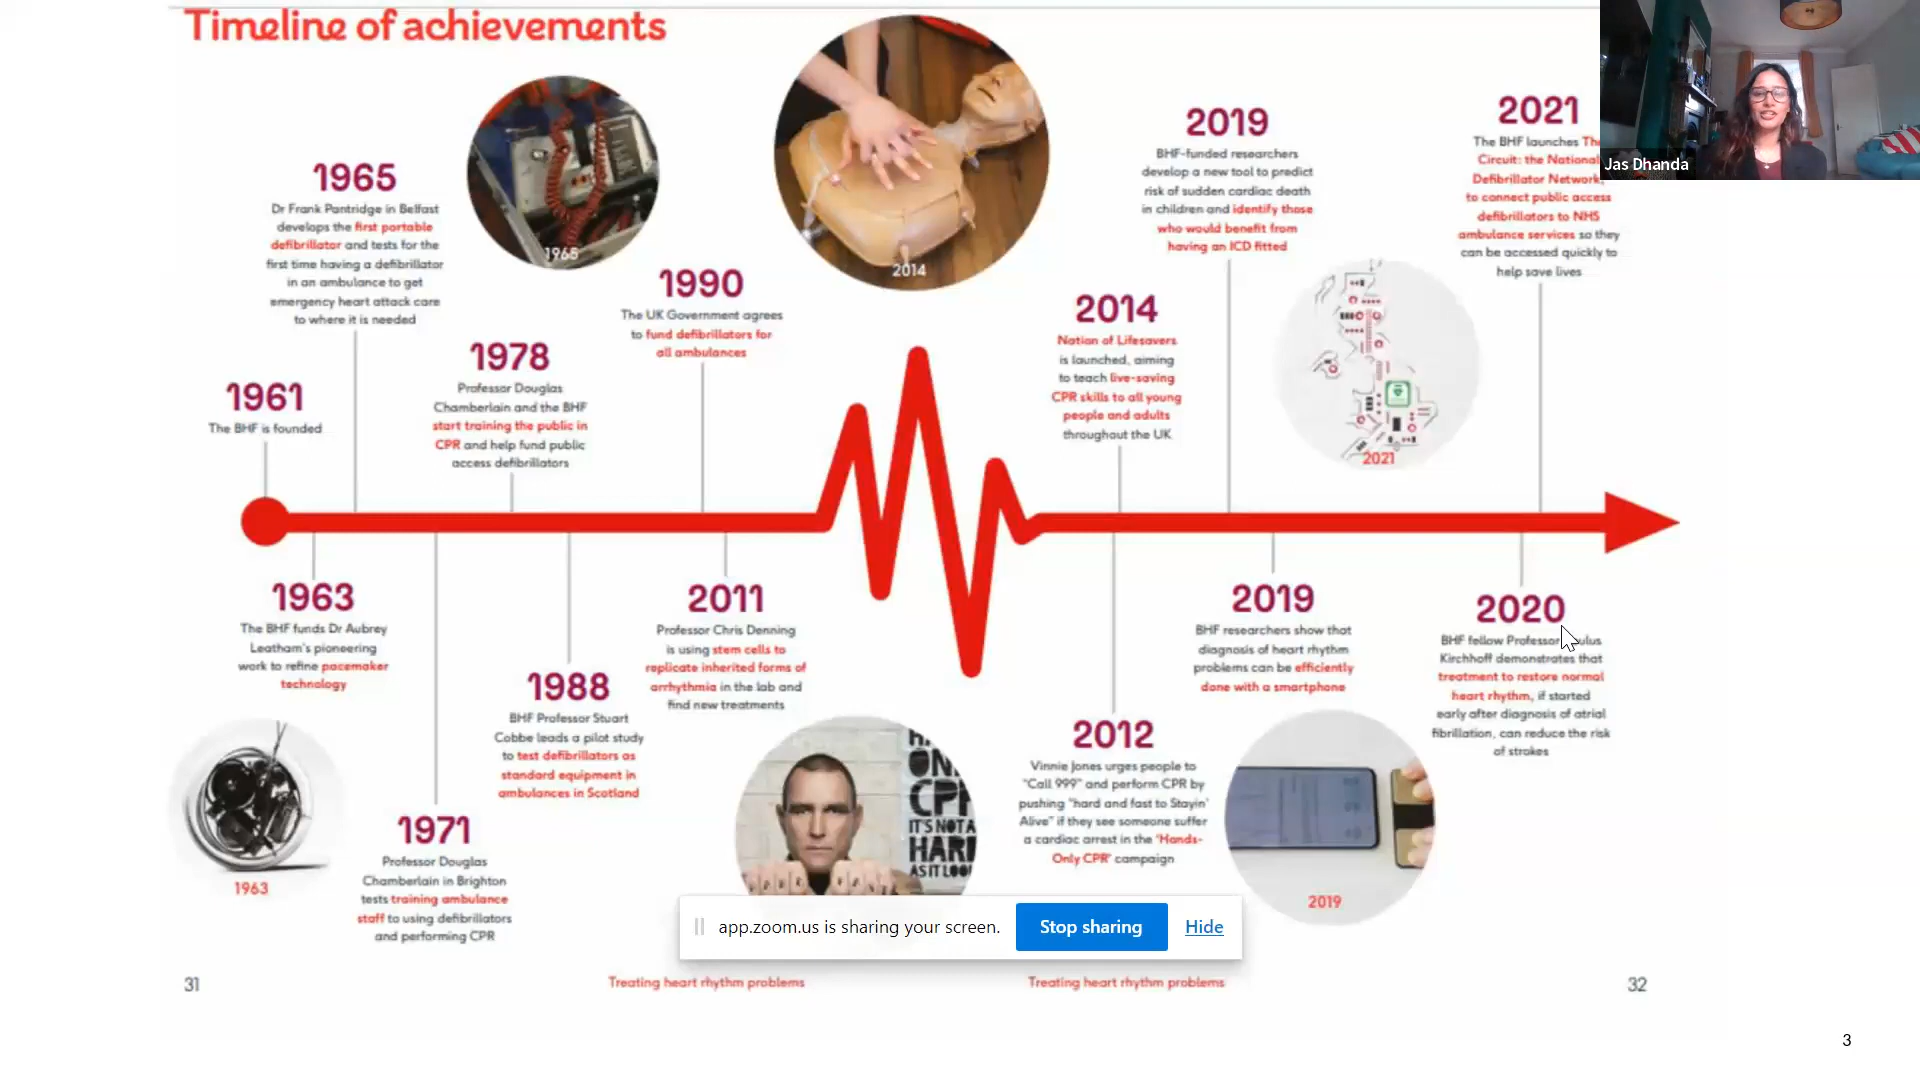 Timeline of achievements
1965
Dr Frank Pantridge in Belfast
develops the first portable
defibrillator and tests for the
first time having a defibrillator
in an ambulance to get
emergency heart attack care
to where it is needed
1965
2014
2019
BHF-funded researchers
develop a new tool to predict
risk of sudden cardiac death
in children and identify those
who would benefit from
having an ICD fitted
2021
The BHF launches The
Circuit: the National
Defibrillator Network,
to connect public access
defibrillators to NHS
ambulance services so they
can be accessed quickly to
help save lives
Jas Dhanda
1961
The BHF is founded
1978
Professor Douglas
Chamberlain and the BHF
start training the public in
CPR and help fund public
access defibrillators
1990
The UK Government agrees
to fund defibrillators for
all ambulances
2014
Nation of Lifesavers
is launched, aiming
to teach live-saving
CPR skills to all young
people and adults
throughout the UK
2021
1963
The BHF funds Dr Aubrey
Leatham's pioneering
work to refine pacemaker
technology
1963
1971
Professor Douglas
Chamberlain in Brighton
tests training ambulance
staff to using defibrillators
and performing CPR
1988
BHF Professor Stuart
Cobbe leads a pilot study
to test defibrillators as
standard equipment in
ambulances in Scotland
2011
Professor Chris Denning
is using stem cells to
replicate inherited forms of
arrhythmia in the lab and
find new treatments
CPR
IT'S NOT A
HARD
AS IT LOO
2012
Vinnie Jones urges people to
"Call 999" and perform CPR by
pushing "hard and fast to Stayin'
Alive" if they see someone suffer
a cardiac arrest in the 'Hands-
Only CPR' campaign
2019
BHF researchers show that
diagnosis of heart rhythm
problems can be efficiently
done with a smartphone
2019
2020
BHF fellow Professor
Kirchhoff demonstrates that
treatment to restore normal
heart rhythm, if started
early after diagnosis of atrial
fibrillation, can reduce the risk
of strokes
app.zoom.us is sharing your screen.
Stop sharing
Hide
31
Treating heart rhythm problems
Treating heart rhythm problems
32
3